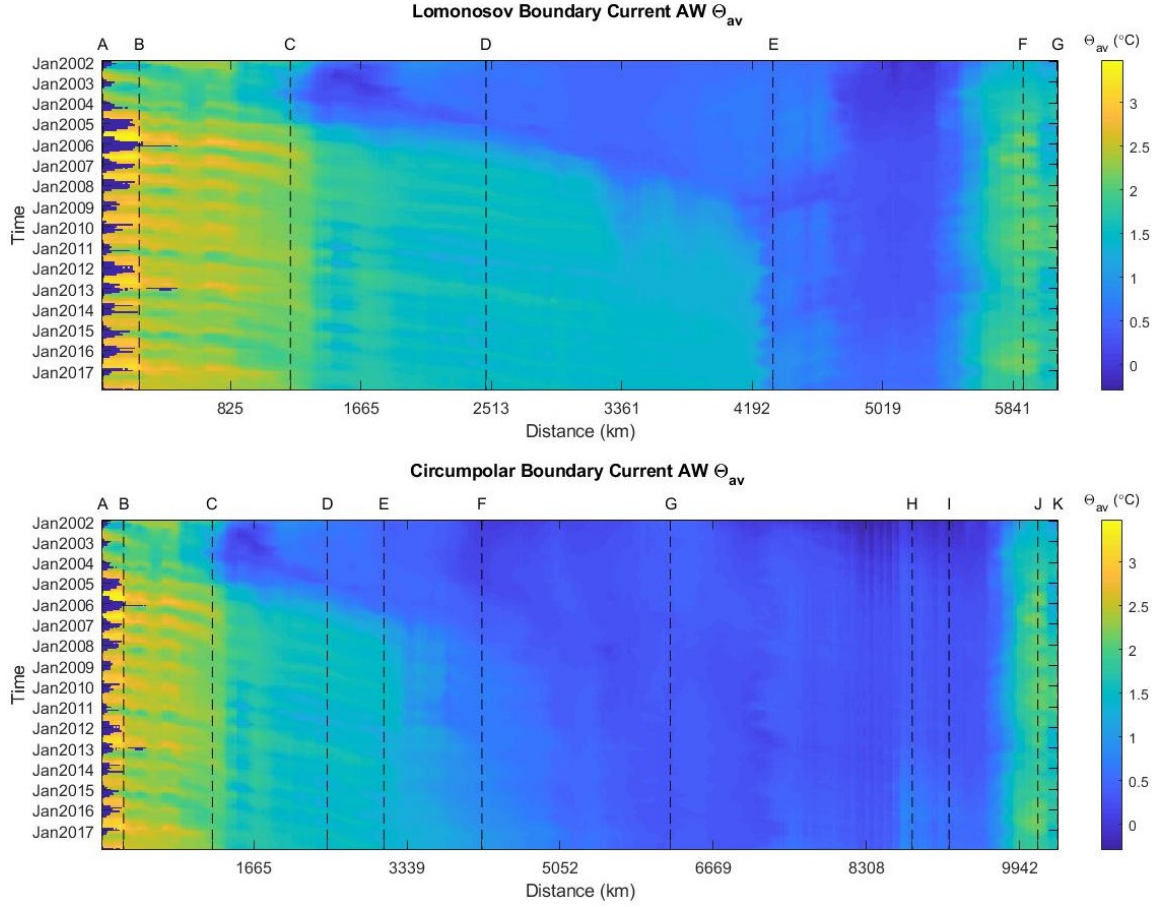 Lomonosov Boundary Current AW Θav
A B C D E F G
Θav (°C)
Jan2002
Jan2003
Jan2004
Jan2005
Jan2006
Jan2007
Jan2008
Jan2009
Jan2010
Jan2011
Jan2012
Jan2013
Jan2014
Jan2015
Jan2016
Jan2017
Time
3
2.5
2
1.5
1
0.5
0
825 1665 2513 3361 4192 5019 5841
Distance (km)
Circumpolar Boundary Current AW Θav
A B C D E F G H I J K
Θav (°C)
Jan2002
Jan2003
Jan2004
Jan2005
Jan2006
Jan2007
Jan2008
Jan2009
Jan2010
Jan2011
Jan2012
Jan2013
Jan2014
Jan2015
Jan2016
Jan2017
Time
3
2.5
2
1.5
1
0.5
0
1665 3339 5052 6669 8308 9942
Distance (km)